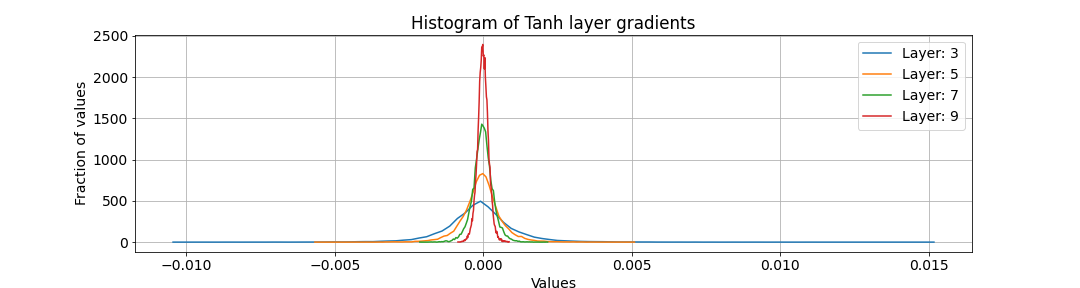 Histogram of Tanh layer gradients
Fraction of values
2500
2000
1500
1000
500
0
−0.010
−0.005
0.000
0.005
0.010
0.015
Values
Layer: 3
Layer: 5
Layer: 7
Layer: 9